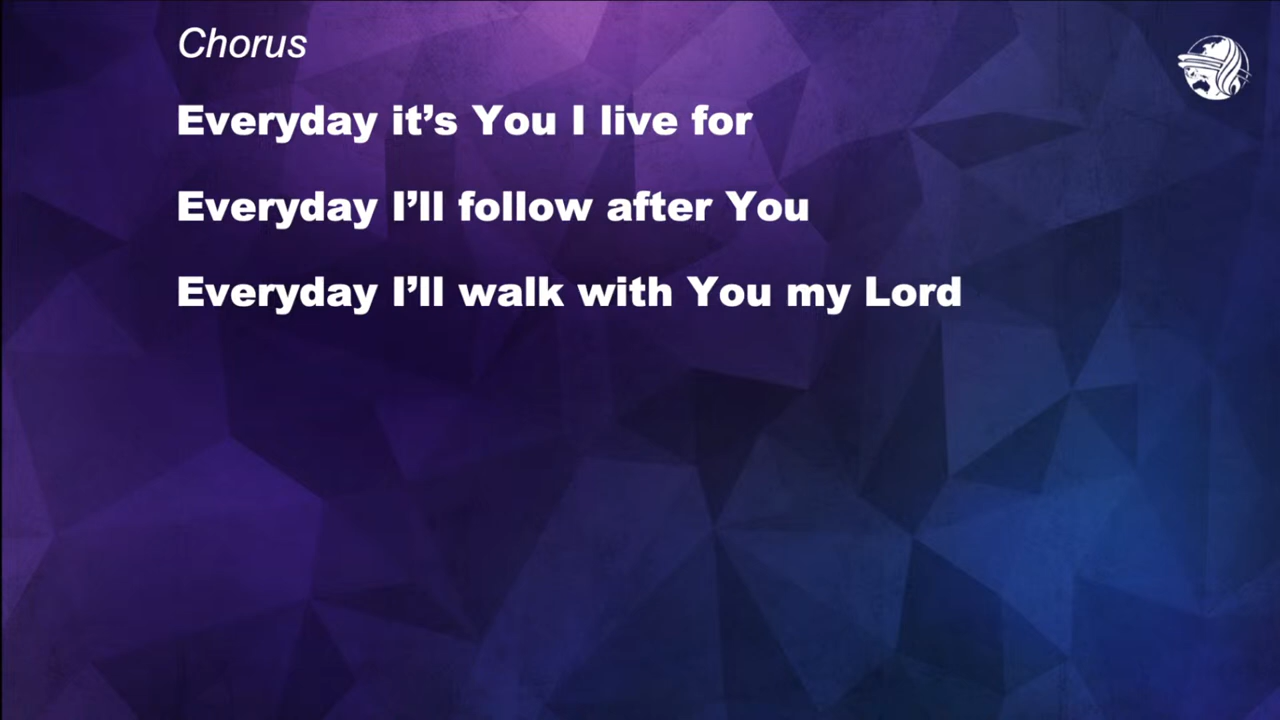 Chorus
Everyday it’s You I live for
Everyday I’ll follow after You
Everyday I’ll walk with You my Lord